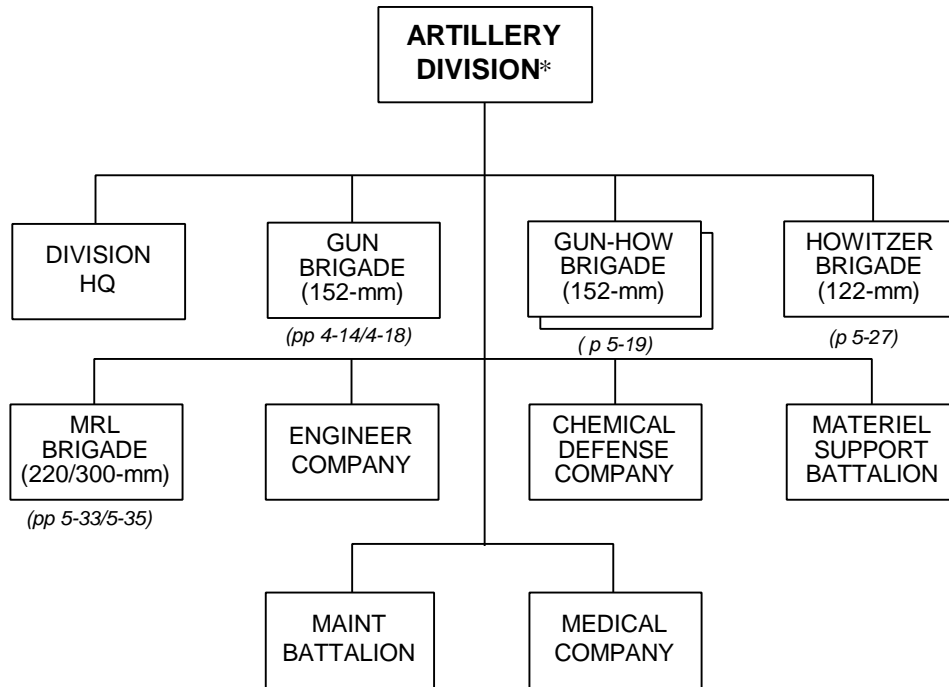 ARTILLERY
DIVISION*
DIVISION
HQ
GUN
BRIGADE
(152-mm)
(pp 4-14/4-18)
GUN-HOW
BRIGADE
(152-mm)
( p 5-19)
HOWITZER
BRIGADE
(122-mm)
(p 5-27)
MRL
BRIGADE
(220/300-mm)
(pp 5-33/5-35)
ENGINEER
COMPANY
CHEMICAL
DEFENSE
COMPANY
MATERIEL
SUPPORT
BATTALION
MAINT
BATTALION
MEDICAL
COMPANY